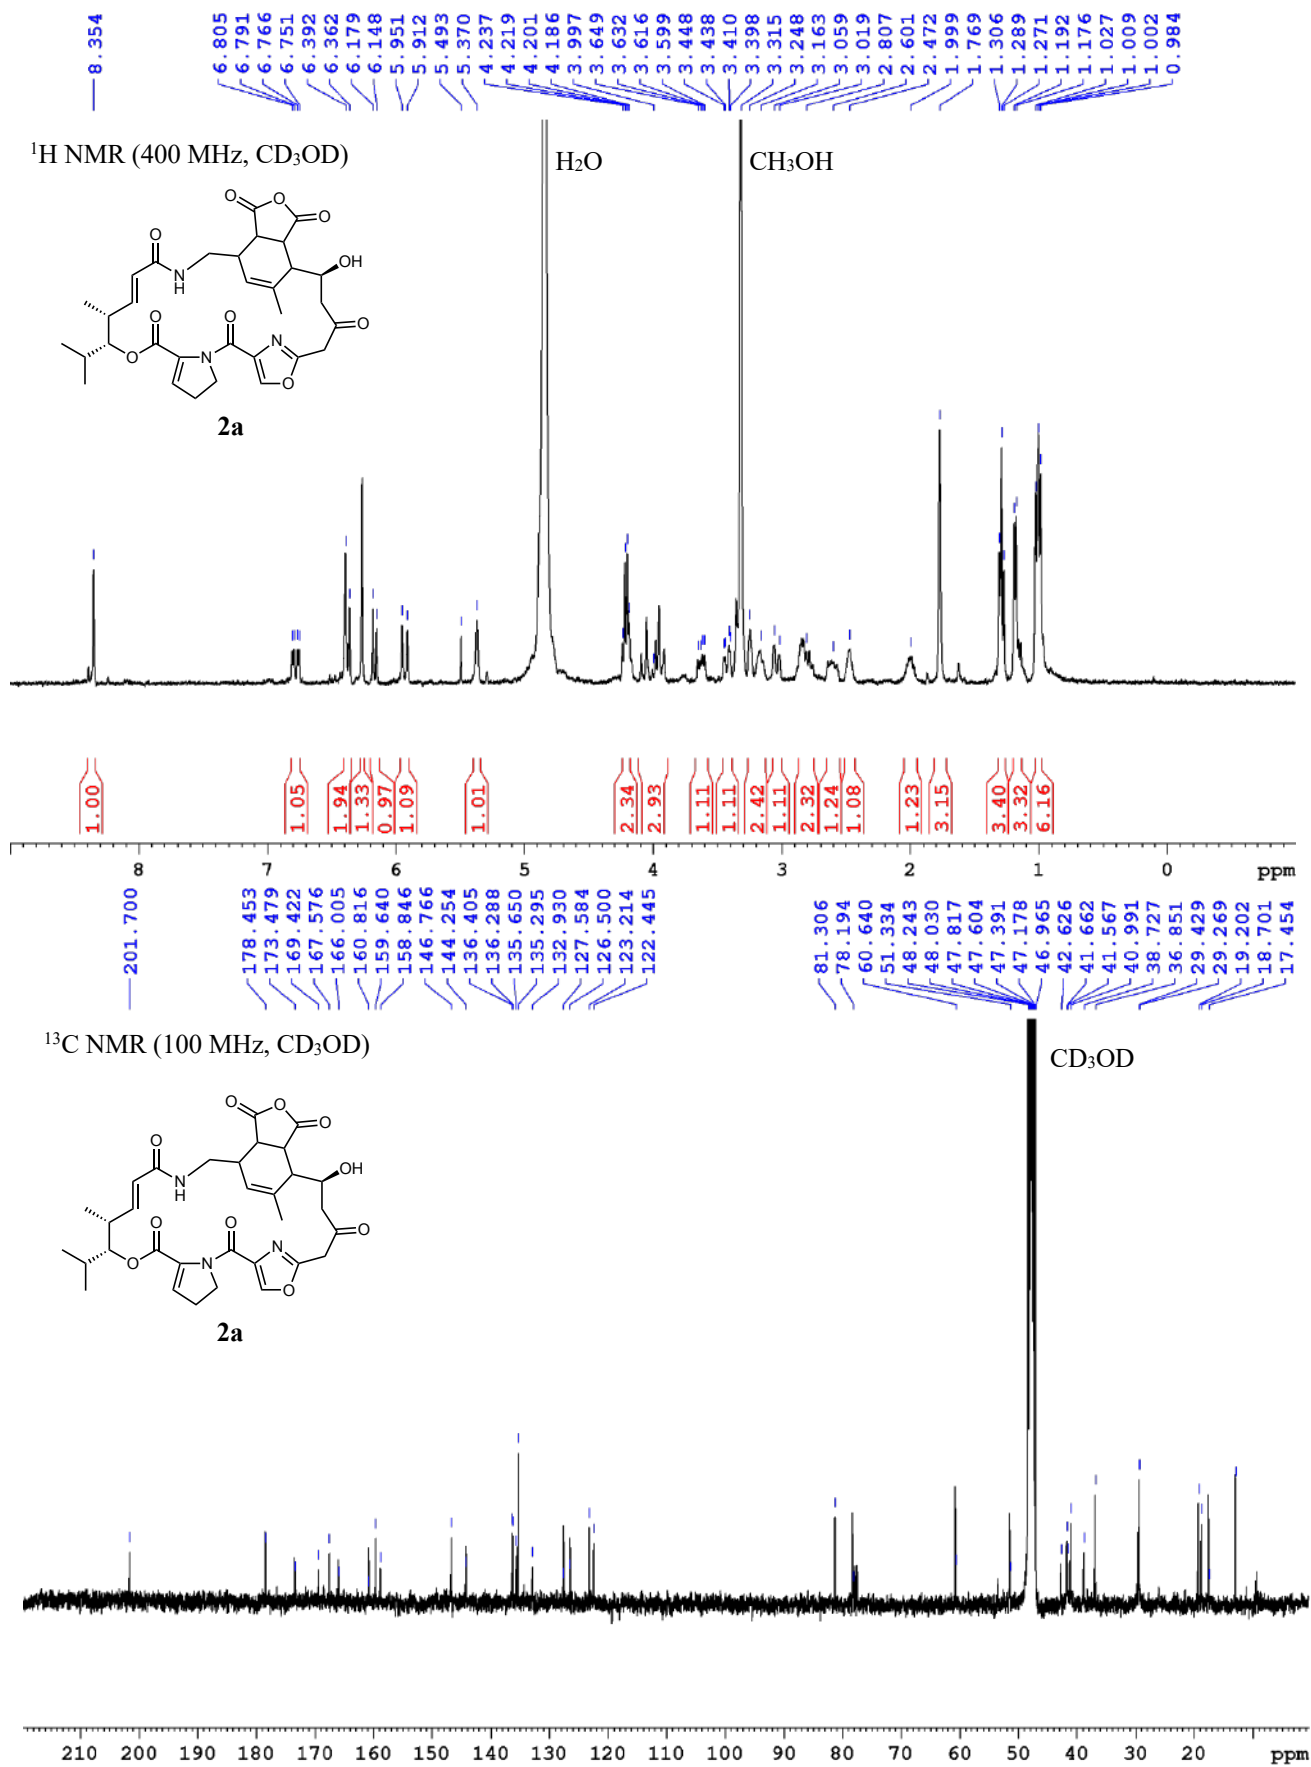 8.354 6.805 6.791 6.766 6.751 6.392 6.362 6.179 6.148 5.951 5.912 5.493 5.370 4.237 4.219 4.201 4.186 3.997 3.649 3.632 3.616 3.599 3.448 3.438 3.410 3.398 3.315 3.248 3.163 3.059 3.019 2.807 2.601 2.472 1.999 1.769 1.306 1.289 1.271 1.192 1.176 1.027 1.009 1.002 0.984
¹H NMR (400 MHz, CD₃OD)
H₂O
CH₃OH
O
O
O
O
N
H
OH
O
O
O
O
N
N
O
O
2a
1.00 1.05 1.94 1.33 0.97 1.09 1.01 2.34 2.93 1.11 1.11 2.42 1.11 2.32 1.24 1.08 1.23 3.15 3.40 3.32 6.16
8 7 6 5 4 3 2 1 0 ppm
201.700 178.453 173.479 169.422 167.576 166.005 160.816 159.640 158.846 146.766 144.254 136.405 136.288 135.650 135.295 132.930 127.584 126.500 123.214 122.445 81.306 78.194 60.640 51.334 48.243 48.030 47.817 47.604 47.391 47.178 46.965 42.626 41.662 41.567 40.991 38.727 36.851 29.429 29.269 19.202 18.701 17.454
¹³C NMR (100 MHz, CD₃OD)
CD₃OD
O
O
O
O
N
H
OH
O
O
O
O
N
N
O
O
2a
210 200 190 180 170 160 150 140 130 120 110 100 90 80 70 60 50 40 30 20 ppm